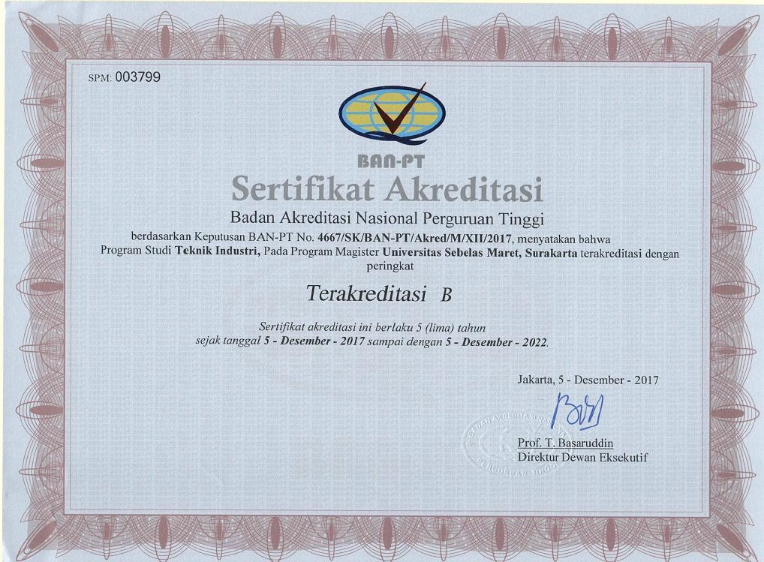 SPM: 003799
BAN-PT
Sertifikat Akreditasi
Badan Akreditasi Nasional Perguruan Tinggi
berdasarkan Keputusan BAN-PT No. 4667/SK/BAN-PT/Akred/M/XII/2017, menyatakan bahwa
Program Studi Teknik Industri, Pada Program Magister Universitas Sebelas Maret, Surakarta terakreditasi dengan
peringkat
Terakreditasi B
Sertifikat akreditasi ini berlaku 5 (lima) tahun
sejak tanggal 5 - Desember - 2017 sampai dengan 5 - Desember - 2022.
Jakarta, 5 - Desember - 2017
Prof. T. Basaruddin
Direktur Dewan Eksekutif